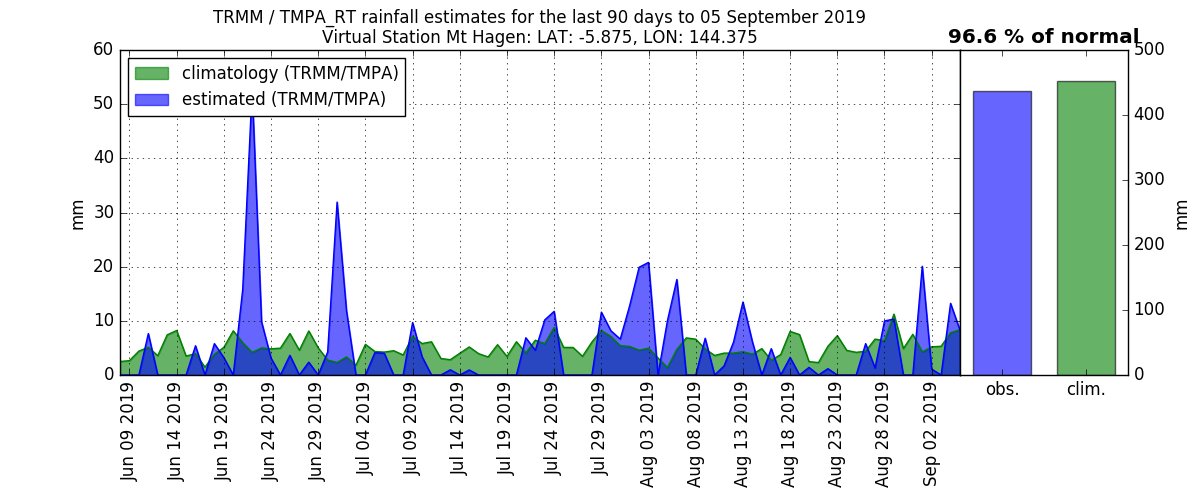 TRMM / TMPA_RT rainfall estimates for the last 90 days to 05 September 2019
Virtual Station Mt Hagen: LAT: -5.875, LON: 144.375
96.6 % of normal
climatology (TRMM/TMPA)
estimated (TRMM/TMPA)
60
50
40
30
20
10
0
mm
Jun 09 2019
Jun 14 2019
Jun 19 2019
Jun 24 2019
Jun 29 2019
Jul 04 2019
Jul 09 2019
Jul 14 2019
Jul 19 2019
Jul 24 2019
Jul 29 2019
Aug 03 2019
Aug 08 2019
Aug 13 2019
Aug 18 2019
Aug 23 2019
Aug 28 2019
Sep 02 2019
obs.
clim.
500
400
300
200
100
0
mm